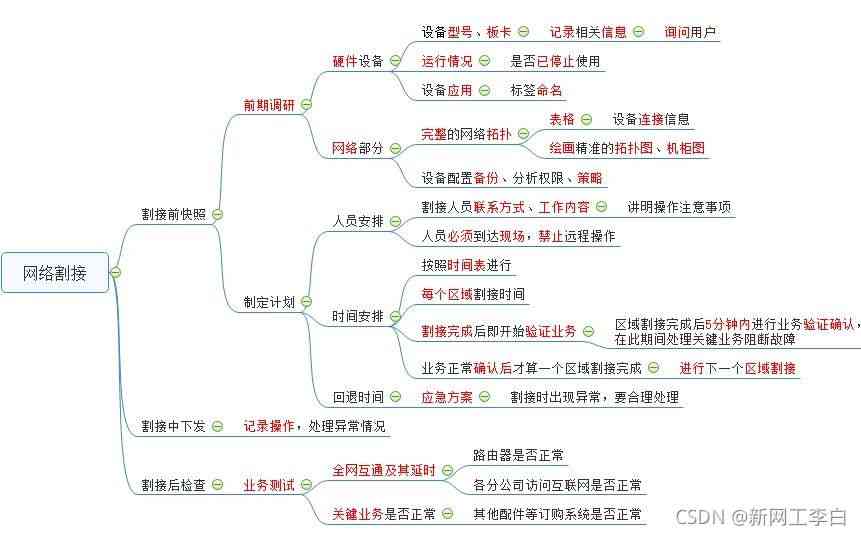 网络割接
割接前快照
前期调研
硬件设备
设备型号、板卡
记录相关信息
询问用户
运行情况
是否已停止使用
设备应用
标签命名
网络部分
完整的网络拓扑
表格
设备连接信息
绘画精准的拓扑图、机柜图
设备配置备份、分析权限、策略
制定计划
人员安排
割接人员联系方式、工作内容
讲明操作注意事项
人员必须到达现场，禁止远程操作
时间安排
按照时间表进行
每个区域割接时间
割接完成后即开始验证业务
区域割接完成后5分钟内进行业务验证确认，
在此期间处理关键业务阻断故障
业务正常确认后才算一个区域割接完成
进行下一个区域割接
回退时间
应急方案
割接时出现异常，要合理处理
割接中下发
记录操作，处理异常情况
割接后检查
业务测试
全网互通及其延时
路由器是否正常
各分公司访问互联网是否正常
关键业务是否正常
其他配件等订购系统是否正常
CSDN @新网工李白